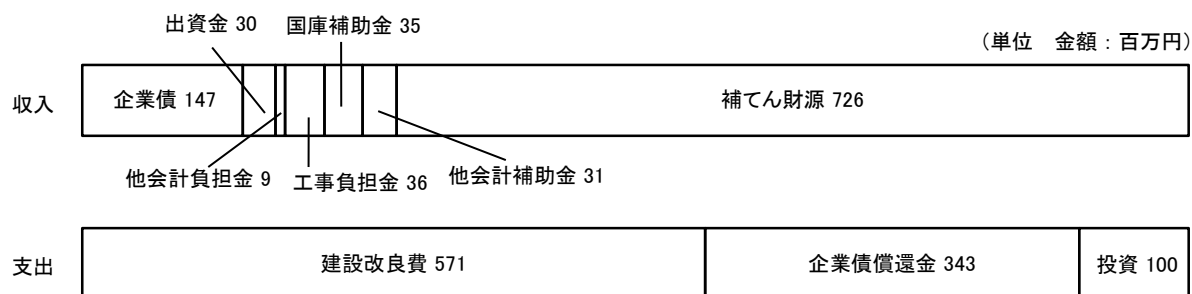 出資金 30
国庫補助金 35
（単位　金額：百万円）
収入
企業債 147
補てん財源 726
他会計負担金 9
工事負担金 36
他会計補助金 31
支出
建設改良費 571
企業債償還金 343
投資 100